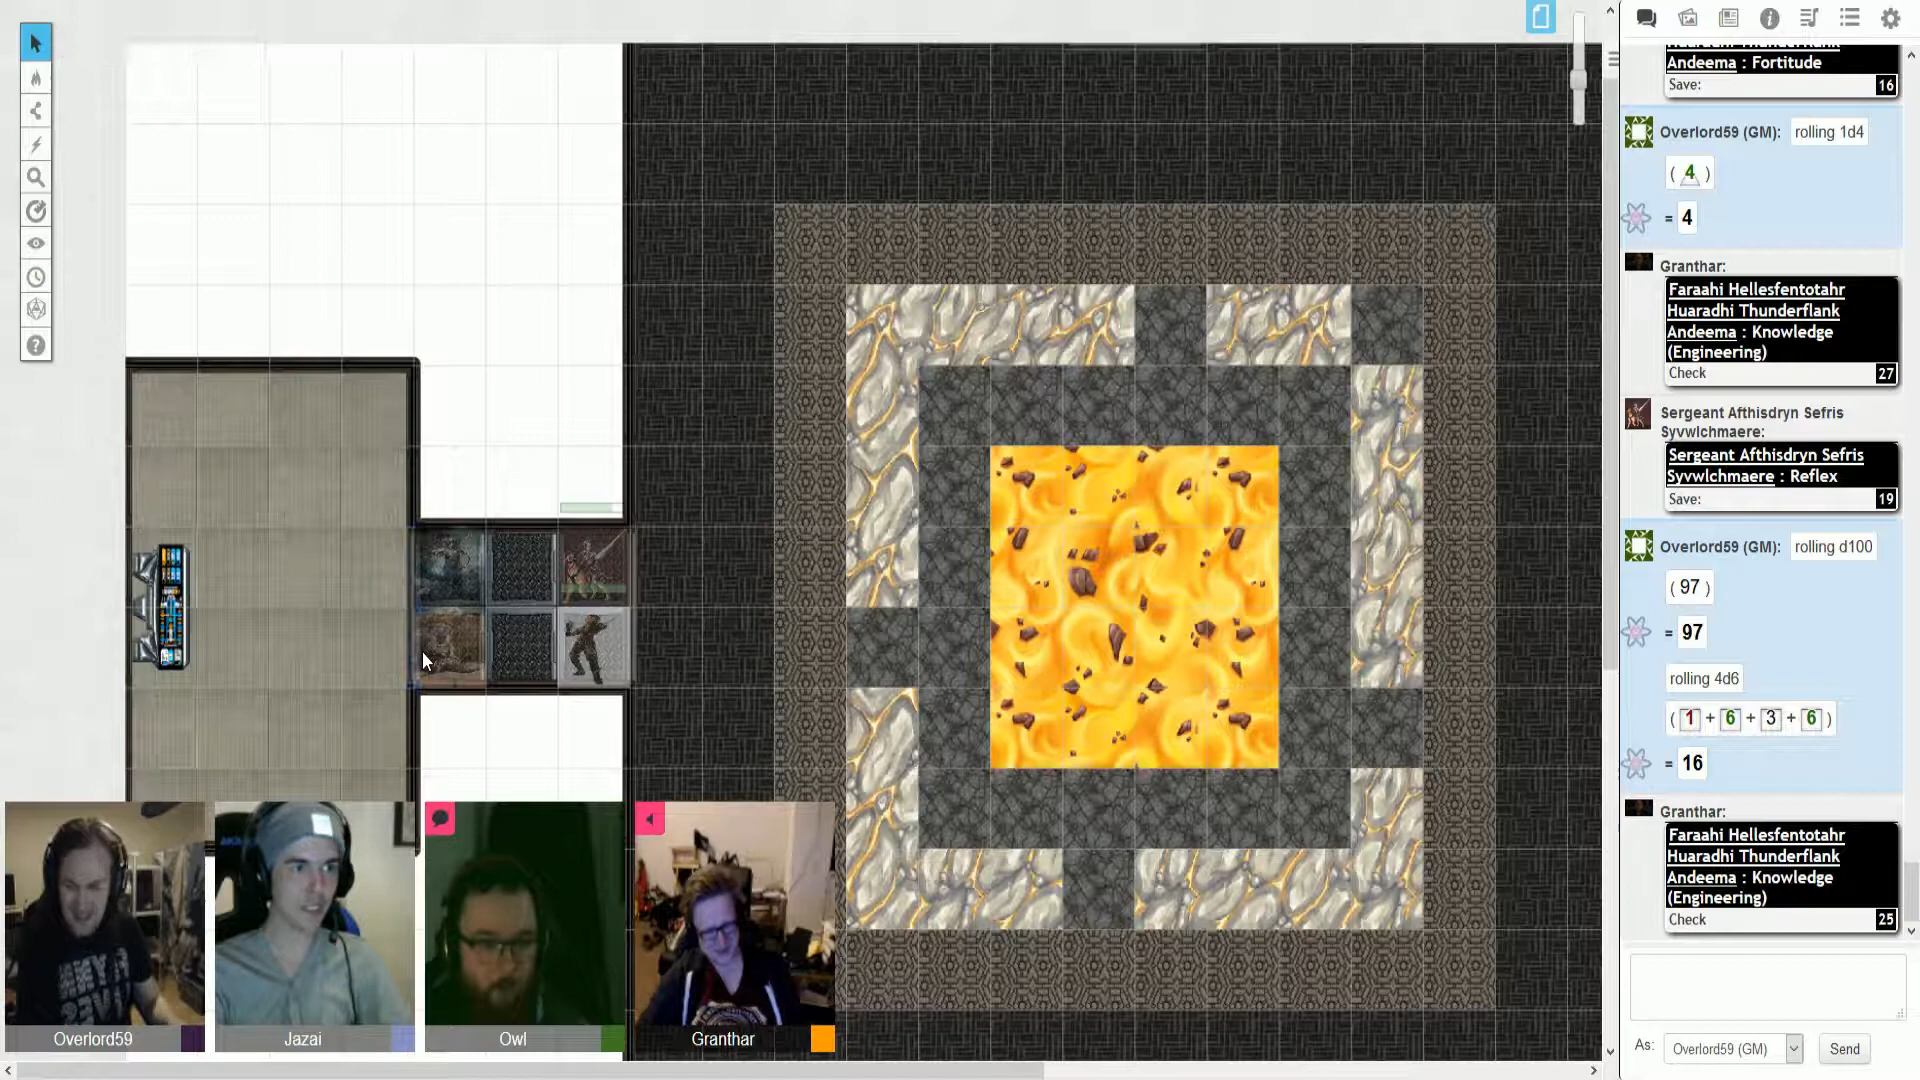 Andeema : Fortitude
Save: 16
Overlord59 (GM): rolling 1d4
( 4 )
= 4
Granthar:
Faraahi Hellesfentotahr
Huaradhi Thunderflank
Andeema : Knowledge
(Engineering)
Check 27
Sergeant Afthisdryn Sefris
Syvwlchmaere:
Sergeant Afthisdryn Sefris
Syvwlchmaere : Reflex
Save: 19
Overlord59 (GM): rolling d100
( 97 )
= 97
rolling 4d6
( 1 + 6 + 3 + 6 )
= 16
Granthar:
Faraahi Hellesfentotahr
Huaradhi Thunderflank
Andeema : Knowledge
(Engineering)
Check 25
As: Overlord59 (GM) Send
Overlord59
Jazai
Owl
Granthar